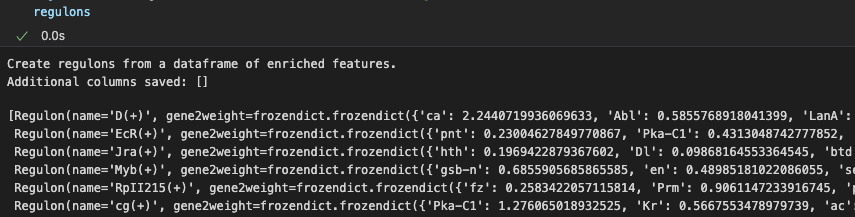 regulons
✓ 0.0s
Create regulons from a dataframe of enriched features.
Additional columns saved: []
[Regulon(name='D(+)', gene2weight=frozendict.frozendict({'ca': 2.2440719936069633, 'Abl': 0.5855768918041399, 'LanA':
Regulon(name='EcR(+)', gene2weight=frozendict.frozendict({'pnt': 0.23004627849770867, 'Pka-C1': 0.4313048742777852,
Regulon(name='Jra(+)', gene2weight=frozendict.frozendict({'hth': 0.1969422879367602, 'Dl': 0.09868164553364545, 'btd
Regulon(name='Myb(+)', gene2weight=frozendict.frozendict({'gsb-n': 0.6855905685865585, 'en': 0.48985181022086055, 'se
Regulon(name='RpII215(+)', gene2weight=frozendict.frozendict({'fz': 0.2583422057115814, 'Prm': 0.9061147233916745, 'p
Regulon(name='cg(+)', gene2weight=frozendict.frozendict({'Pka-C1': 1.276065018932525, 'Kr': 0.5667553478979739, 'ac'